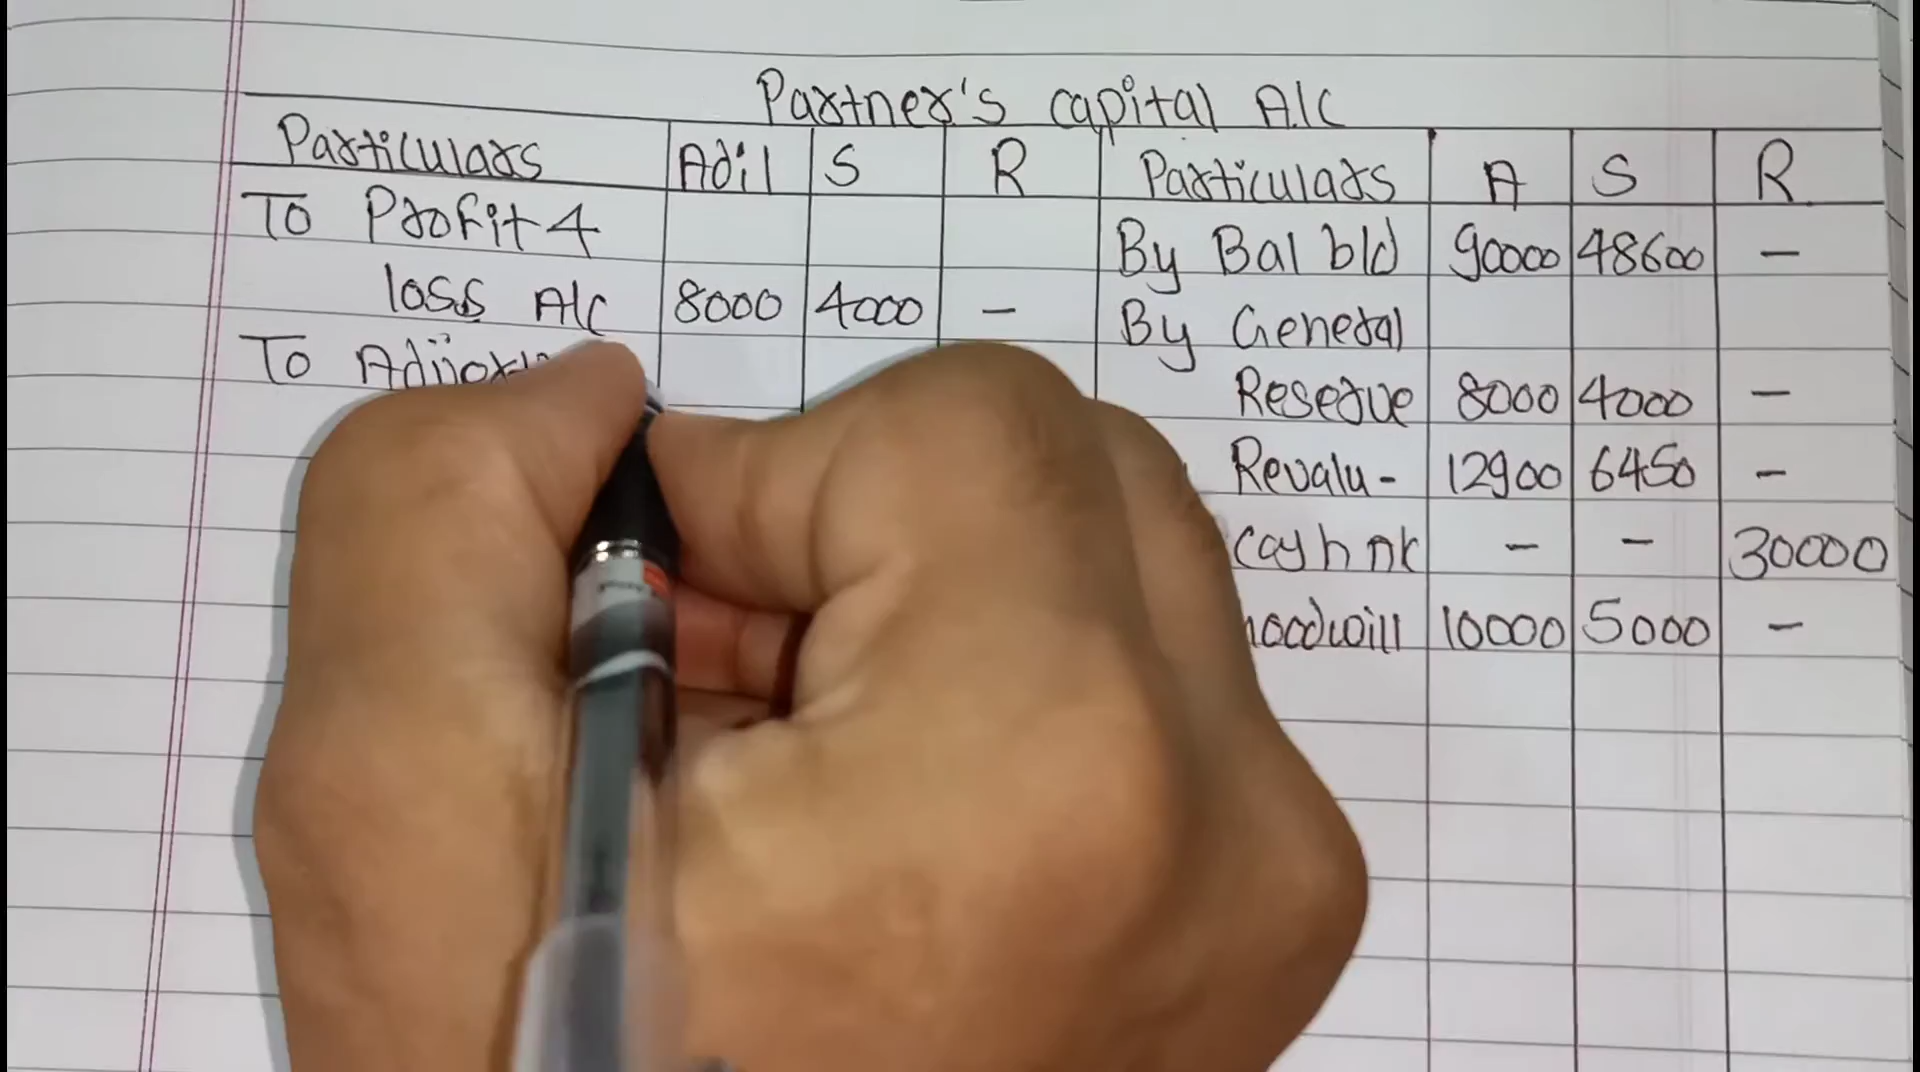 Partner's capital A/C
Particulars Adil S R Particulars A S R
To Profit & By Bal b/d 90000 48600 -
loss A/C 8000 4000 - By General
To Reserve 8000 4000 -
Revalu- 12900 6450 -
- - 30000
10000 5000 -